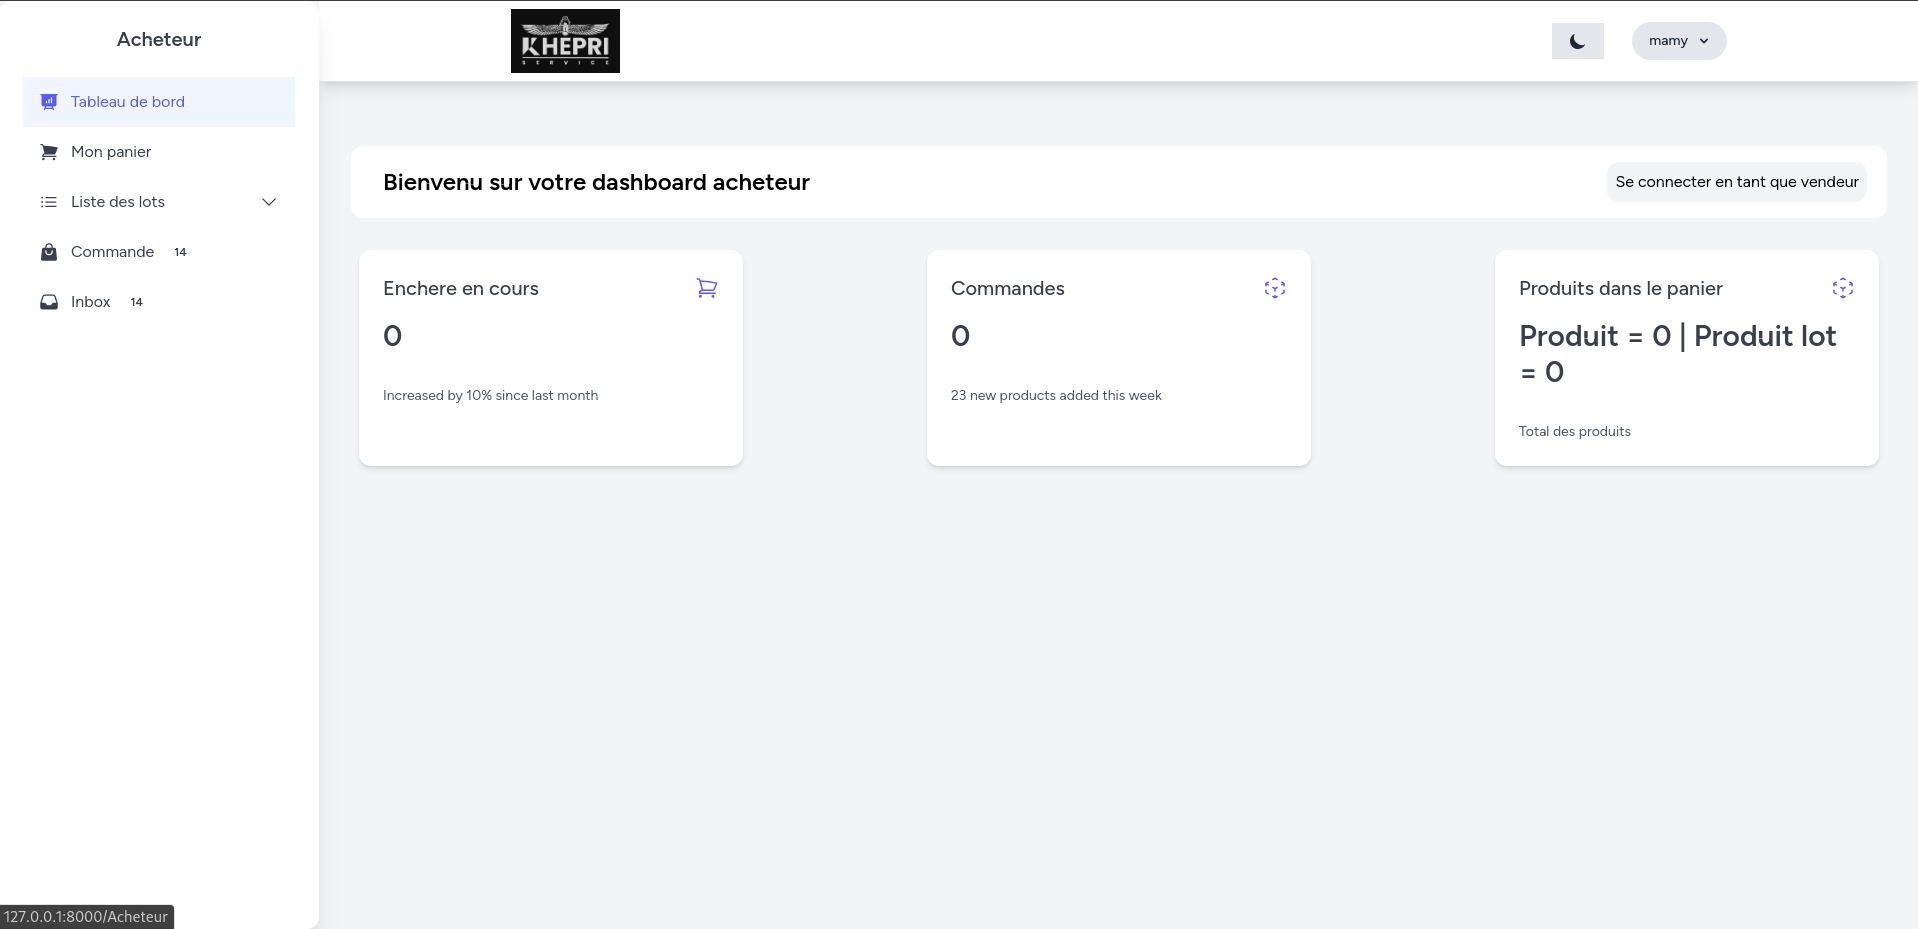 Acheteur
Tableau de bord
Mon panier
Liste des lots
Commande 14
Inbox 14
KHEPRI
SERVICE
mamy
Bienvenu sur votre dashboard acheteur
Se connecter en tant que vendeur
Enchere en cours
0
Increased by 10% since last month
Commandes
0
23 new products added this week
Produits dans le panier
Produit = 0 | Produit lot
= 0
Total des produits
127.0.0.1:8000/Acheteur